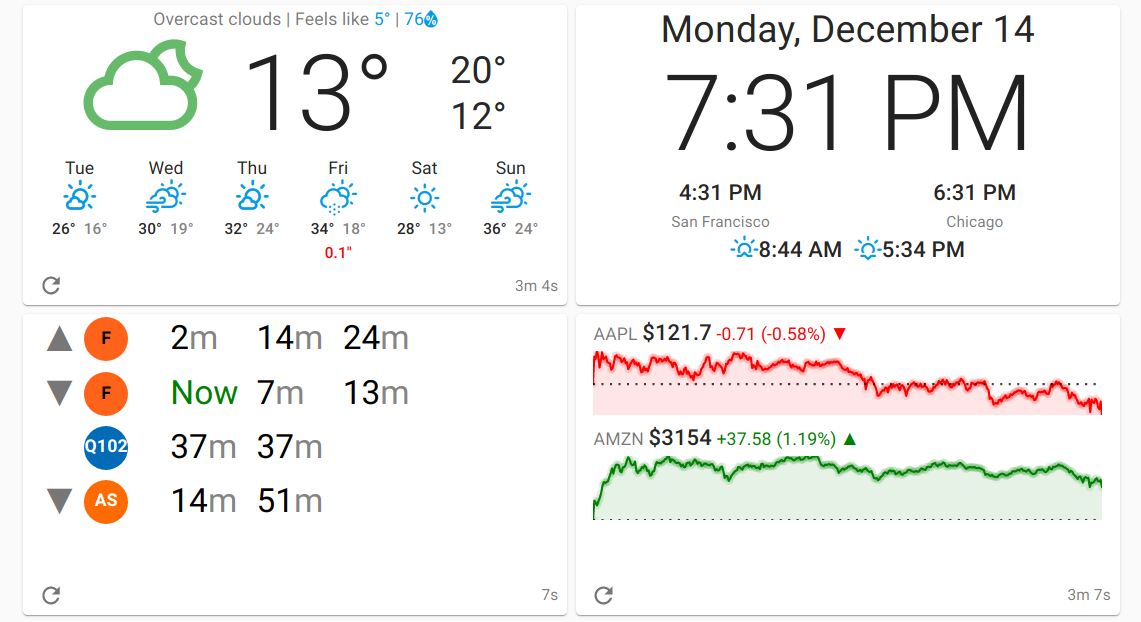 Overcast clouds | Feels like 5° | 76%
13°
20°
12°
Tue Wed Thu Fri Sat Sun
26° 16° 30° 19° 32° 24° 34° 18° 28° 13° 36° 24°
0.1"
3m 4s
Monday, December 14
7:31 PM
4:31 PM 6:31 PM
San Francisco Chicago
8:44 AM 5:34 PM
F 2m 14m 24m
F Now 7m 13m
Q102 37m 37m
AS 14m 51m
7s
AAPL $121.7 -0.71 (-0.58%) ▼
AMZN $3154 +37.58 (1.19%) ▲
3m 7s